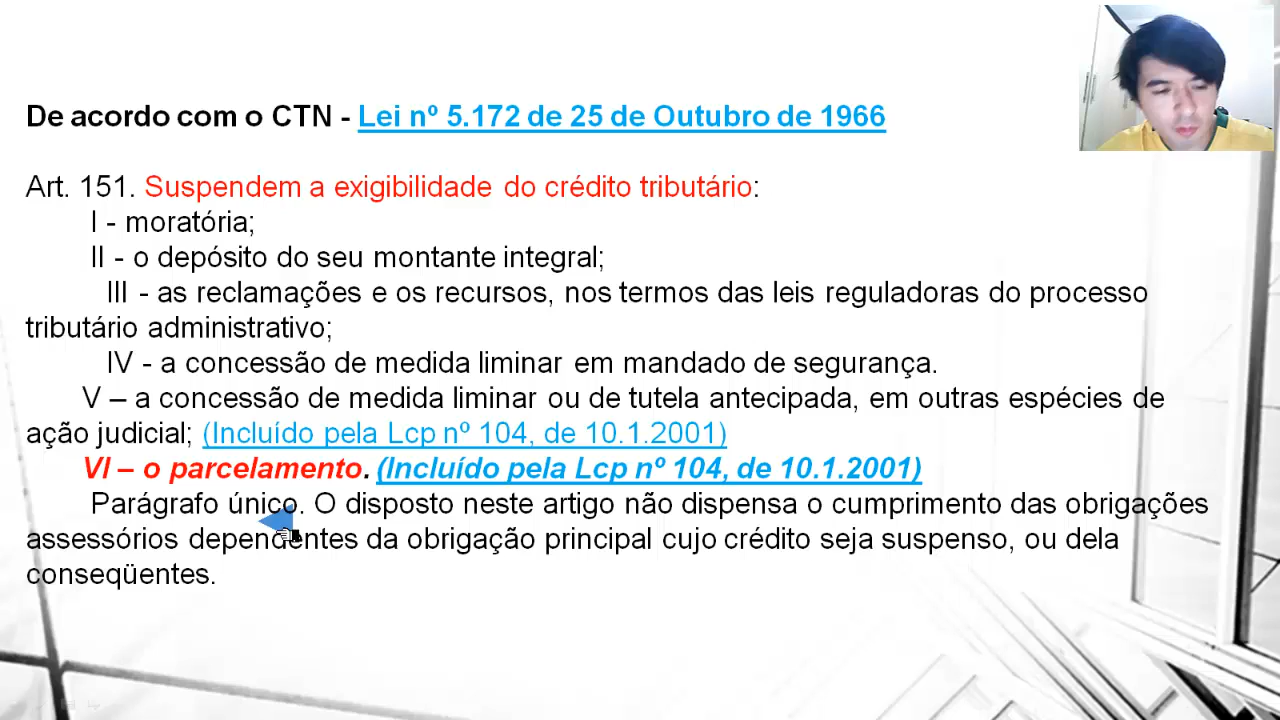 De acordo com o CTN - Lei nº 5.172 de 25 de Outubro de 1966
Art. 151. Suspendem a exigibilidade do crédito tributário:
I - moratória;
II - o depósito do seu montante integral;
III - as reclamações e os recursos, nos termos das leis reguladoras do processo
tributário administrativo;
IV - a concessão de medida liminar em mandado de segurança.
V – a concessão de medida liminar ou de tutela antecipada, em outras espécies de
ação judicial; (Incluído pela Lcp nº 104, de 10.1.2001)
VI – o parcelamento. (Incluído pela Lcp nº 104, de 10.1.2001)
Parágrafo único. O disposto neste artigo não dispensa o cumprimento das obrigações
assessórios dependentes da obrigação principal cujo crédito seja suspenso, ou dela
conseqüentes.